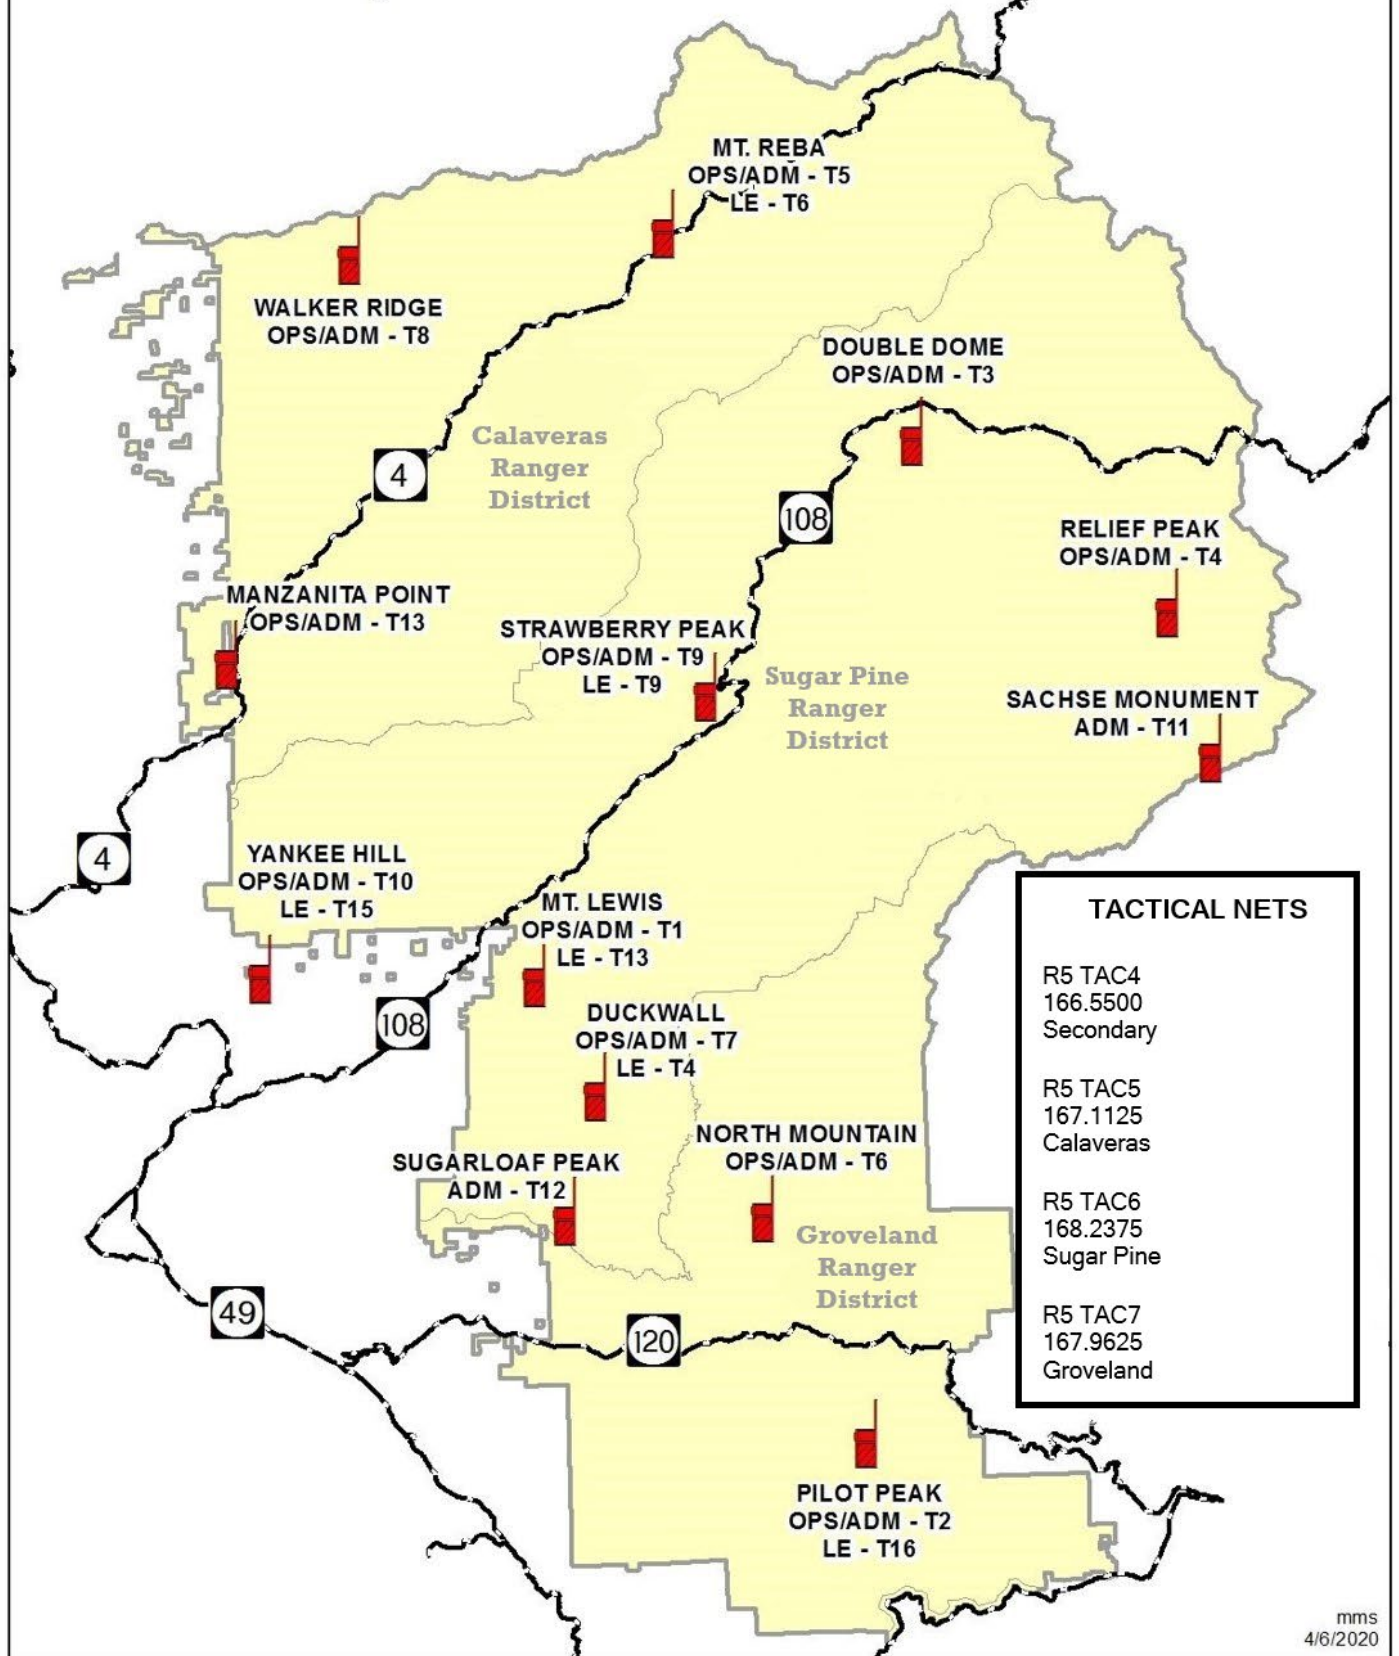 MT. REBA
OPS/ADM - T5
LE - T6
WALKER RIDGE
OPS/ADM - T8
DOUBLE DOME
OPS/ADM - T3
Calaveras
Ranger
District
4
108
RELIEF PEAK
OPS/ADM - T4
MANZANITA POINT
OPS/ADM - T13
STRAWBERRY PEAK
OPS/ADM - T9
LE - T9
Sugar Pine
Ranger
District
SACHSE MONUMENT
ADM - T11
4
YANKEE HILL
OPS/ADM - T10
LE - T15
MT. LEWIS
OPS/ADM - T1
LE - T13
108
DUCKWALL
OPS/ADM - T7
LE - T4
NORTH MOUNTAIN
OPS/ADM - T6
SUGARLOAF PEAK
ADM - T12
Groveland
Ranger
District
49
120
PILOT PEAK
OPS/ADM - T2
LE - T16
TACTICAL NETS
R5 TAC4
166.5500
Secondary
R5 TAC5
167.1125
Calaveras
R5 TAC6
168.2375
Sugar Pine
R5 TAC7
167.9625
Groveland
mms
4/6/2020